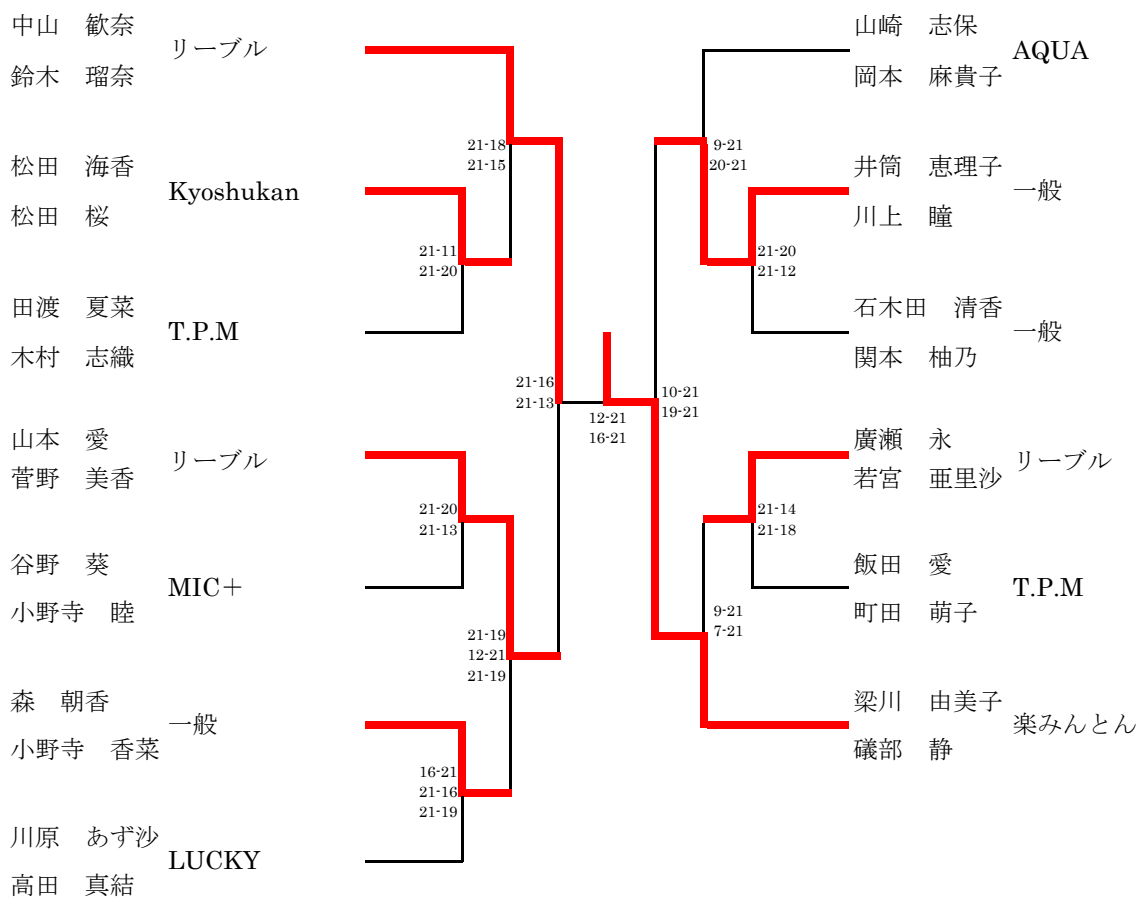 中山　歓奈
リーブル
鈴木　瑠奈
松田　海香
Kyoshukan
松田　桜
田渡　夏菜
T.P.M
木村　志織
山本　愛
リーブル
菅野　美香
谷野　葵
MIC＋
小野寺　睦
森　朝香
一般
小野寺　香菜
川原　あず沙
LUCKY
高田　真結
21-18
21-15
21-11
21-20
21-16
21-13
21-20
21-13
21-19
12-21
21-19
16-21
21-16
21-19
12-21
16-21
10-21
19-21
9-21
20-21
21-20
21-12
21-14
21-18
9-21
7-21
山崎　志保
AQUA
岡本　麻貴子
井筒　恵理子
一般
川上　瞳
石木田　清香
一般
関本　柚乃
廣瀬　永
リーブル
若宮　亜里沙
飯田　愛
T.P.M
町田　萌子
梁川　由美子
楽みんとん
礒部　静